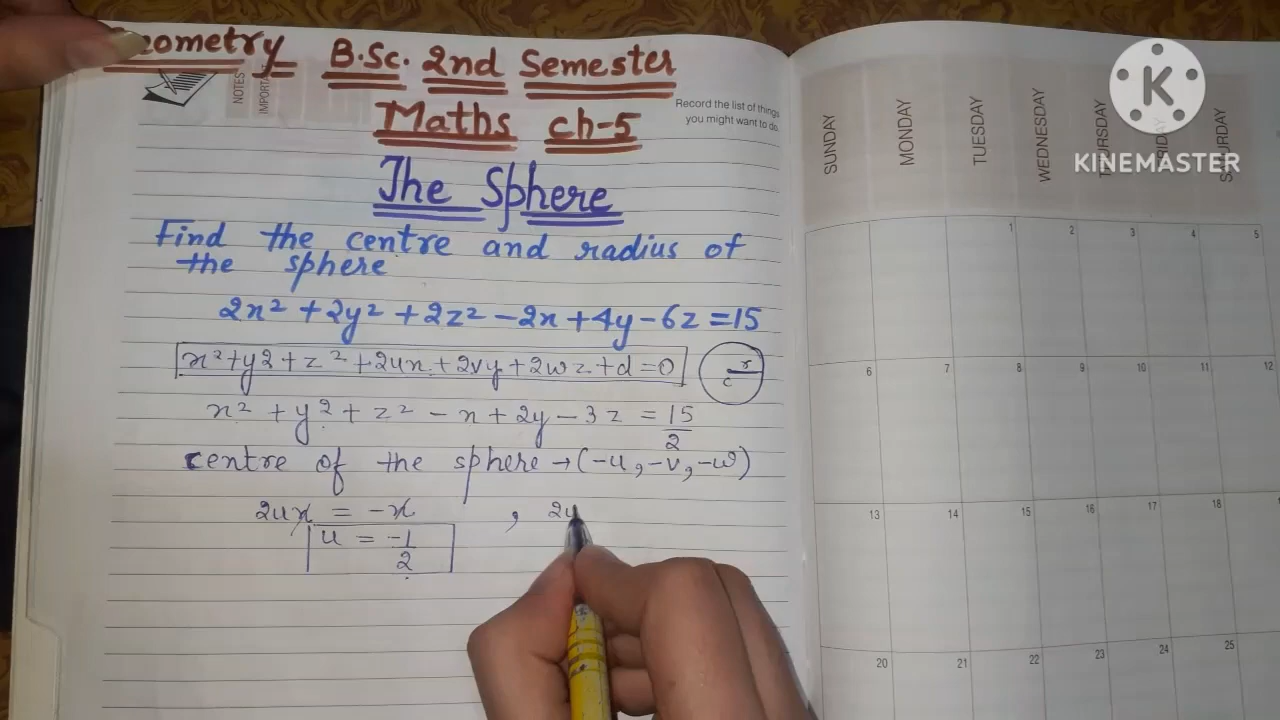 ometry B.Sc. 2nd Semester
NOTES
IMPORTANT
Record the list of things
you might want to do.
Maths ch-5
The Sphere
Find the centre and radius of
the sphere
2x² + 2y² + 2z² - 2x + 4y - 6z = 15
x² + y² + z² + 2ux + 2vy + 2wz + d = 0
c r
x² + y² + z² - x + 2y - 3z = 15/2
centre of the sphere → (-u, -v, -w)
2ux = -x , 2v
u = -1/2
SUNDAY MONDAY TUESDAY WEDNESDAY THURSDAY FRIDAY SATURDAY
K
KINEMASTER
1 2 3 4 5
6 7 8 9 10 11 12
13 14 15 16 17 18
20 21 22 23 24 25